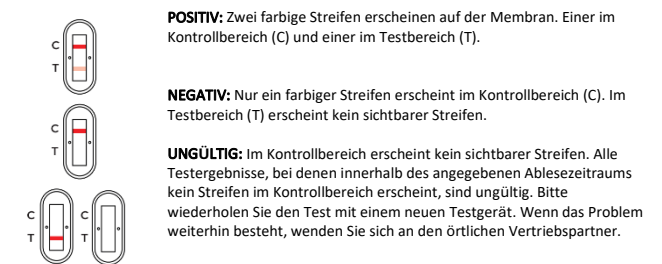 POSITIV: Zwei farbige Streifen erscheinen auf der Membran. Einer im
Kontrollbereich (C) und einer im Testbereich (T).
C
T
NEGATIV: Nur ein farbiger Streifen erscheint im Kontrollbereich (C). Im
Testbereich (T) erscheint kein sichtbarer Streifen.
C
T
UNGÜLTIG: Im Kontrollbereich erscheint kein sichtbarer Streifen. Alle
Testergebnisse, bei denen innerhalb des angegebenen Ablesezeitraums
kein Streifen im Kontrollbereich erscheint, sind ungültig. Bitte
wiederholen Sie den Test mit einem neuen Testgerät. Wenn das Problem
weiterhin besteht, wenden Sie sich an den örtlichen Vertriebspartner.
C C
T T